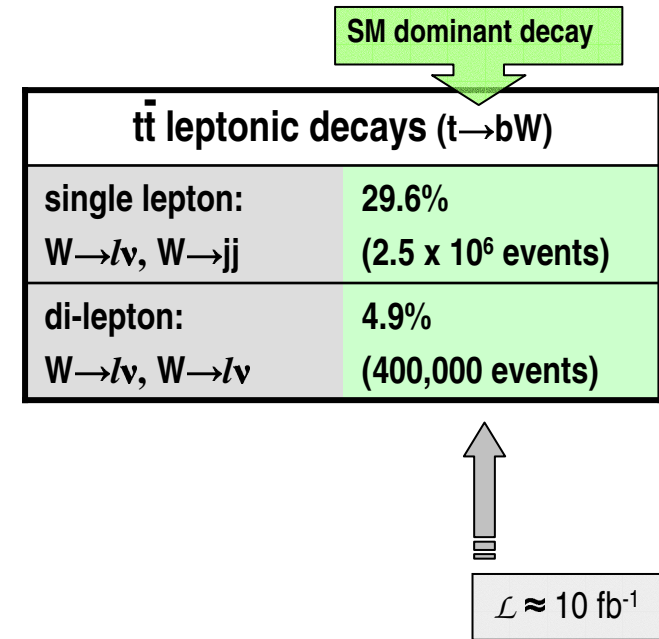 SM dominant decay
tt̄ leptonic decays (t→bW)
single lepton: 29.6%
W→lν, W→jj (2.5 x 10⁶ events)
di-lepton: 4.9%
W→lν, W→lν (400,000 events)
ℒ ≈ 10 fb⁻¹